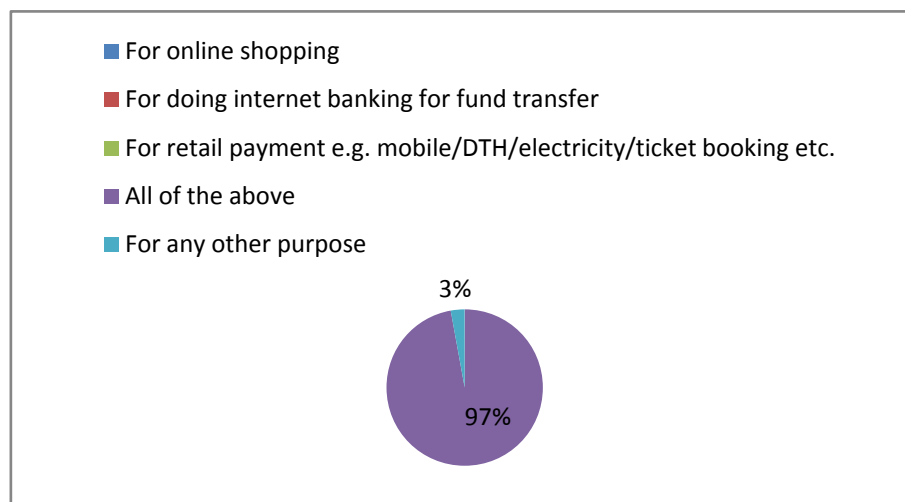 For online shopping
For doing internet banking for fund transfer
For retail payment e.g. mobile/DTH/electricity/ticket booking etc.
All of the above
For any other purpose
3%
97%